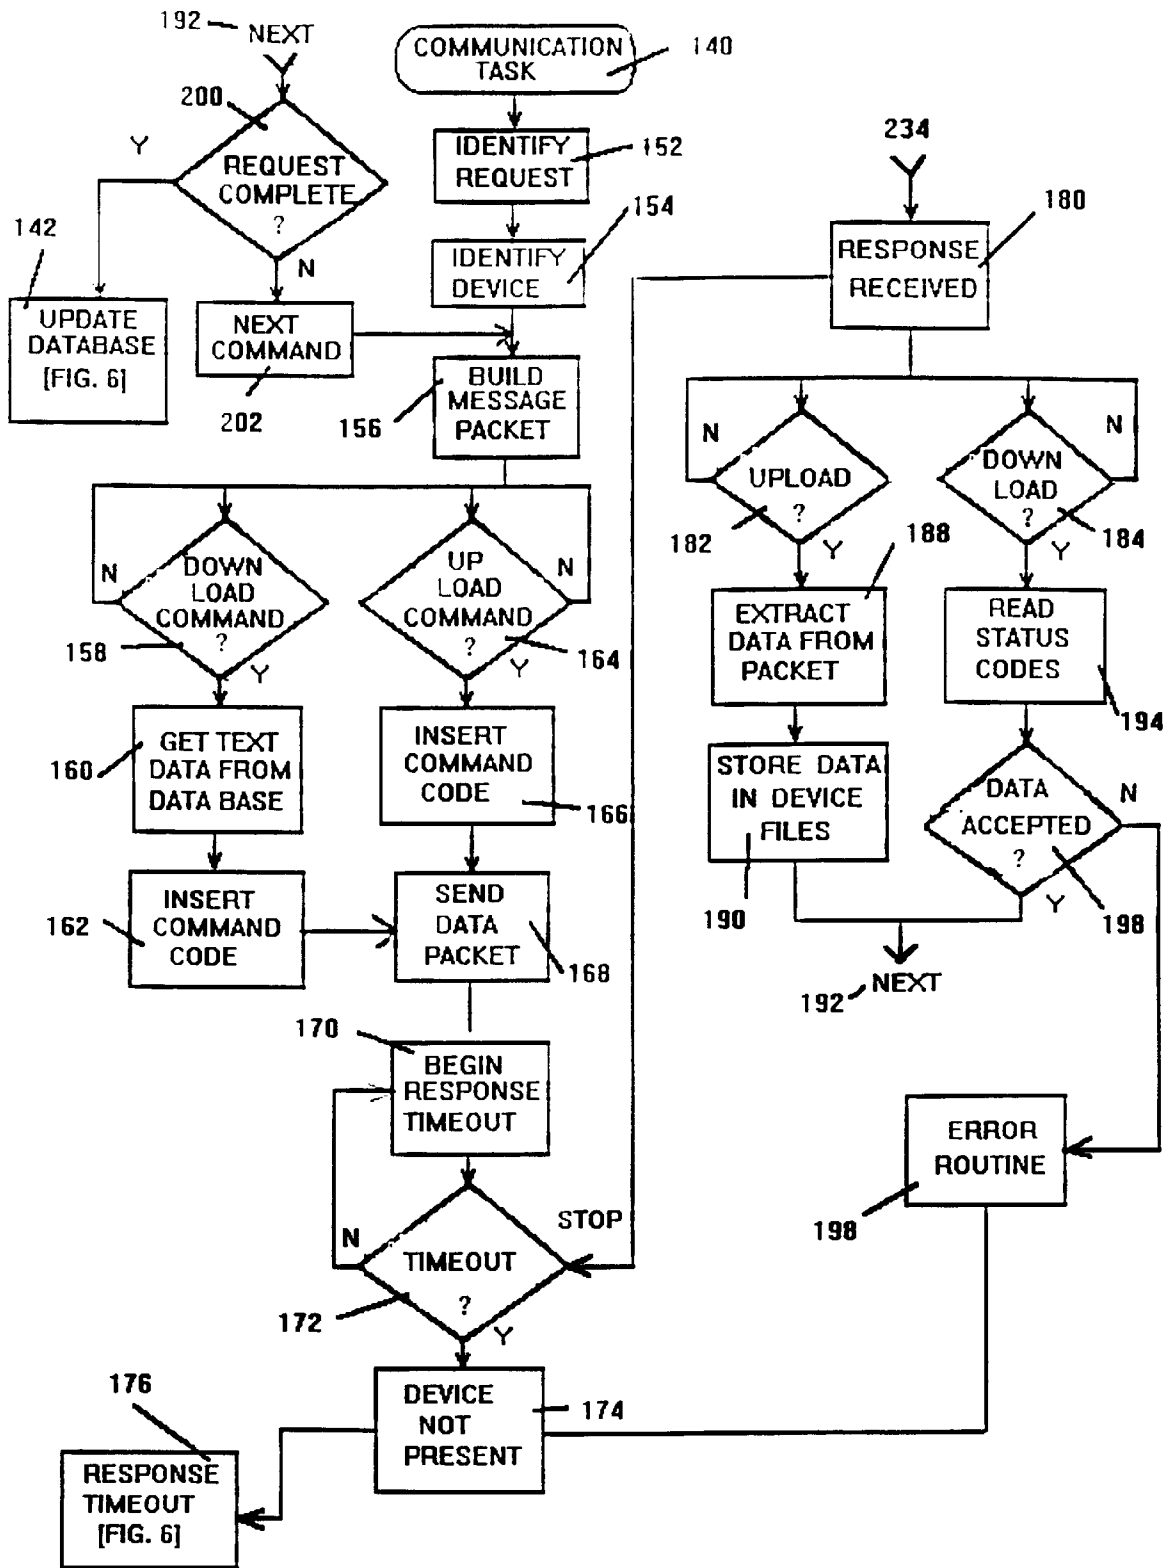 192
NEXT
COMMUNICATION
TASK
140
200
Y
REQUEST
COMPLETE
?
N
142
UPDATE
DATABASE
[FIG. 6]
NEXT
COMMAND
202
IDENTIFY
REQUEST
152
IDENTIFY
DEVICE
154
BUILD
MESSAGE
PACKET
156
N
DOWN
LOAD
COMMAND
?
158
Y
UP
LOAD
COMMAND
?
N
164
Y
GET TEXT
DATA FROM
DATA BASE
160
INSERT
COMMAND
CODE
166
INSERT
COMMAND
CODE
162
SEND
DATA
PACKET
168
170
BEGIN
RESPONSE
TIMEOUT
N
TIMEOUT
?
STOP
172
Y
DEVICE
NOT
PRESENT
174
176
RESPONSE
TIMEOUT
[FIG. 6]
234
RESPONSE
RECEIVED
180
N
UPLOAD
?
182
Y
DOWN
LOAD
?
N
184
Y
188
EXTRACT
DATA FROM
PACKET
READ
STATUS
CODES
194
STORE DATA
IN DEVICE
FILES
190
DATA
ACCEPTED
?
N
Y
198
192
NEXT
ERROR
ROUTINE
198